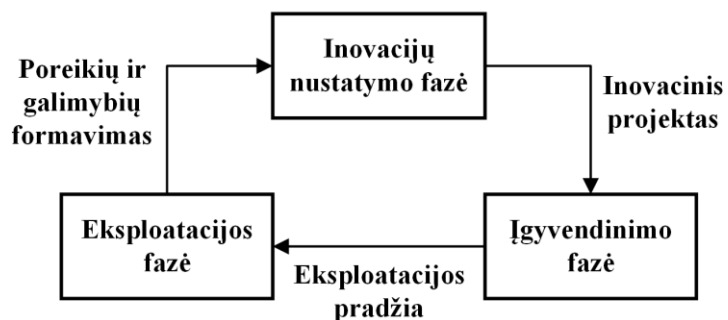 Inovacijų
nustatymo fazė
Poreikių ir
galimybių
formavimas
Inovacinis
projektas
Eksploatacijos
fazė
Įgyvendinimo
fazė
Eksploatacijos
pradžia